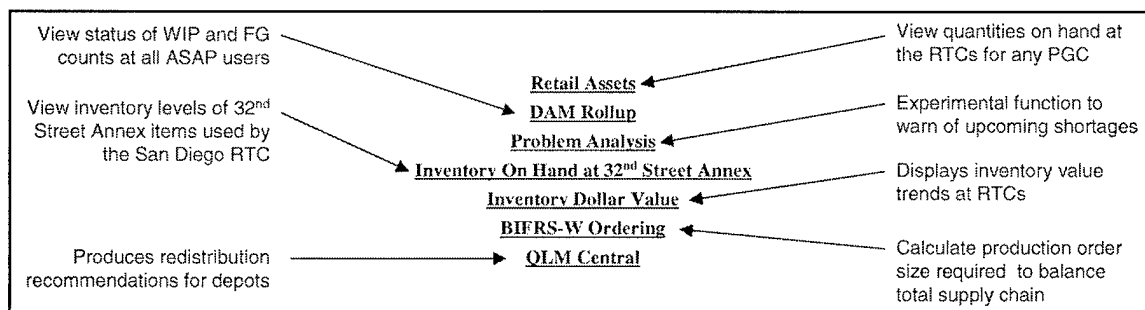 View status of WIP and FG
counts at all ASAP users
View inventory levels of 32nd
Street Annex items used by
the San Diego RTC
Produces redistribution
recommendations for depots
Retail Assets
DAM Rollup
Problem Analysis
Inventory On Hand at 32nd Street Annex
Inventory Dollar Value
BIFRS-W Ordering
QLM Central
View quantities on hand at
the RTCs for any PGC
Experimental function to
warn of upcoming shortages
Displays inventory value
trends at RTCs
Calculate production order
size required to balance
total supply chain